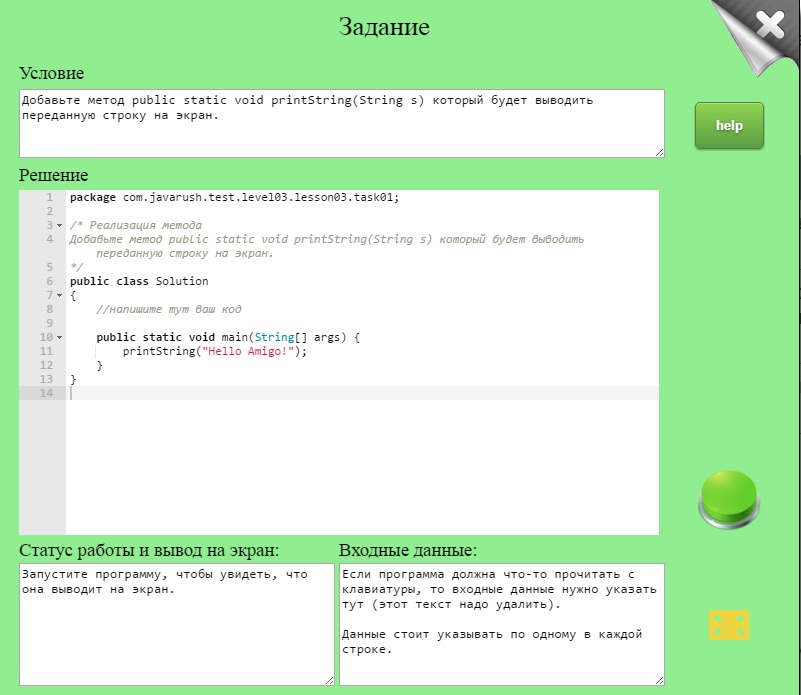 Задание
Условие
Добавьте метод public static void printString(String s) который будет выводить
переданную строку на экран.
help
Решение
1 package com.javarush.test.level03.lesson03.task01;
2
3 /* Реализация метода
4 Добавьте метод public static void printString(String s) который будет выводить
переданную строку на экран.
5 */
6 public class Solution
7 {
8 //напишите тут ваш код
9
10 public static void main(String[] args) {
11 printString("Hello Amigo!");
12 }
13 }
14
Статус работы и вывод на экран:
Запустите программу, чтобы увидеть, что
она выводит на экран.
Входные данные:
Если программа должна что-то прочитать с
клавиатуры, то входные данные нужно указать
тут (этот текст надо удалить).
Данные стоит указывать по одному в каждой
строке.